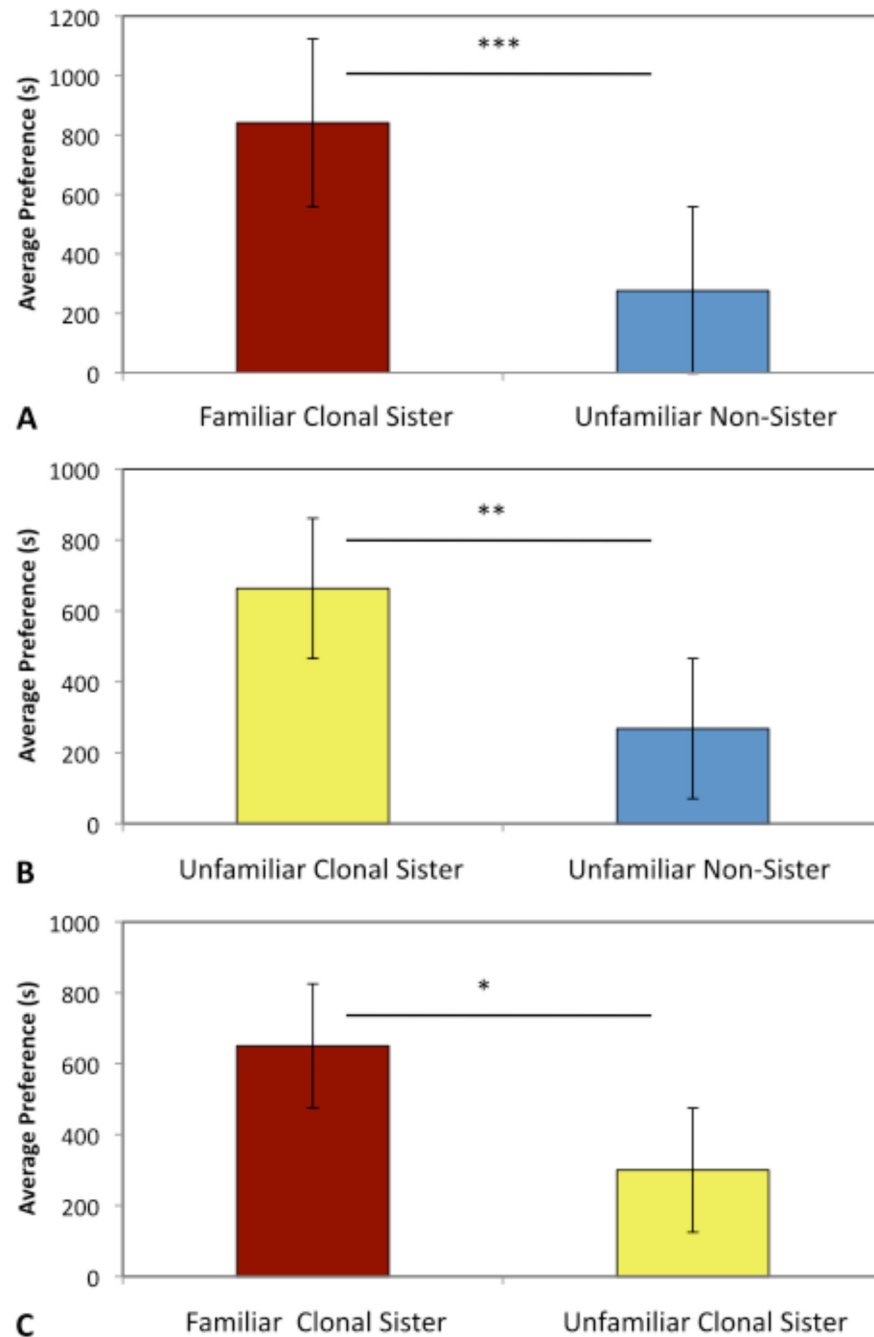 1200
1000
800
600
400
200
0
Average Preference (s)
***
Familiar Clonal Sister Unfamiliar Non-Sister
A
1000
800
600
400
200
0
Average Preference (s)
**
Unfamiliar Clonal Sister Unfamiliar Non-Sister
B
1000
800
600
400
200
0
Average Preference (s)
*
Familiar Clonal Sister Unfamiliar Clonal Sister
C